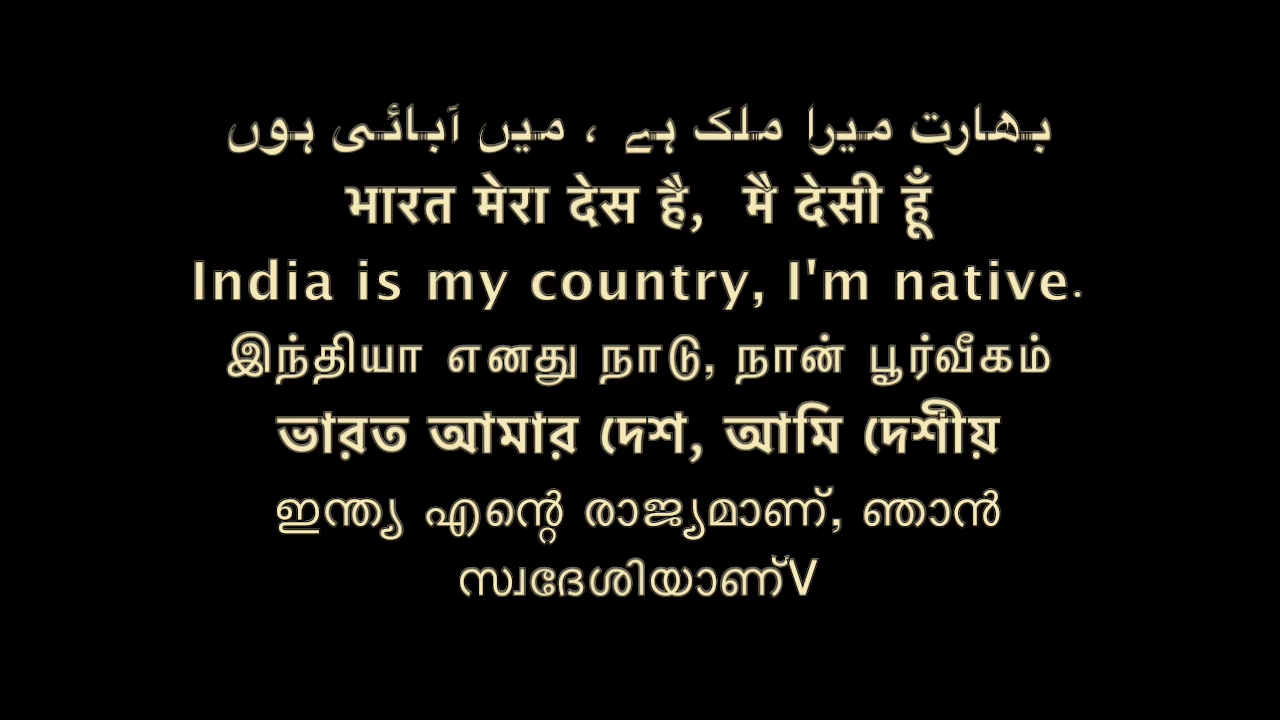 بھارت میرا ملک ہے ، میں آبائی ہوں
भारत मेरा देस है, मै देसी हूँ
India is my country, I'm native.
இந்தியா எனது நாடு, நான் பூர்வீகம்
ভারত আমার দেশ, আমি দেশীয়
ഇന്ത്യ എന്റെ രാജ്യമാണ്, ഞാൻ
സ്വദേശിയാണ്V